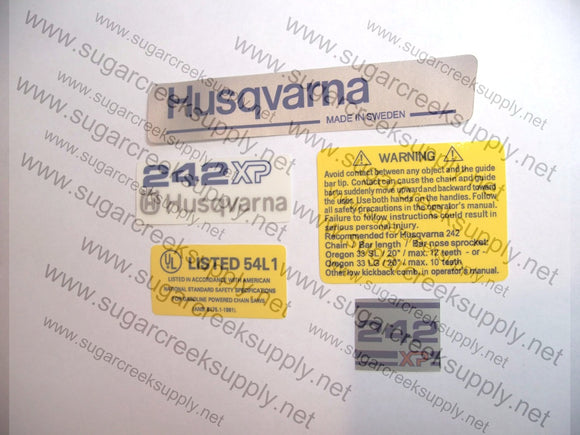 Husqvarna
MADE IN SWEDEN
242XP
Husqvarna
WARNING
Avoid contact between any object and the guide
bar tip. Contact can cause the chain and guide
bar to suddenly move upward and backward toward
the user. Use both hands on the handles. Follow
all safety precautions in the operator's manual.
Failure to follow instructions could result in
serious personal injury.
Recommended for Husqvarna 242
Chain / Bar length / Bar nose sprocket:
Oregon 33 SL / 20" / max. 12 teeth - or
Oregon 33 LG / 20" / max. 10 teeth
Other low kickback comb. in operator's manual.
UL LISTED 54L1
LISTED IN ACCORDANCE WITH AMERICAN
NATIONAL STANDARD SAFETY SPECIFICATIONS
FOR GASOLINE POWERED CHAIN SAWS.
242
XP
www.sugarcreeksupply.net